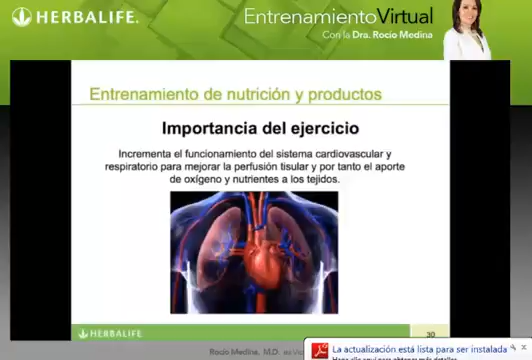 HERBALIFE.
EntrenamientoVirtual
Con la Dra. Rocío Medina
Entrenamiento de nutrición y productos
Importancia del ejercicio
Incrementa el funcionamiento del sistema cardiovascular y
respiratorio para mejorar la perfusión tisular y por tanto el aporte
de oxígeno y nutrientes a los tejidos.
HERBALIFE
30
Rocío Medina, M.D.
La actualización está lista para ser instalada